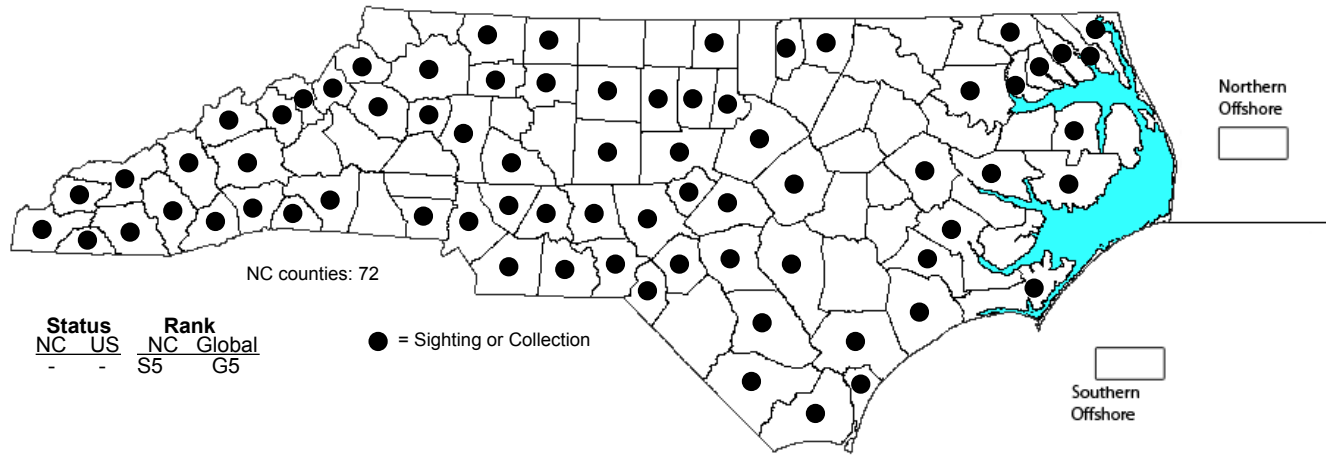 Northern
Offshore
NC counties: 72
Status Rank
NC US NC Global
- - S5 G5
= Sighting or Collection
Southern
Offshore